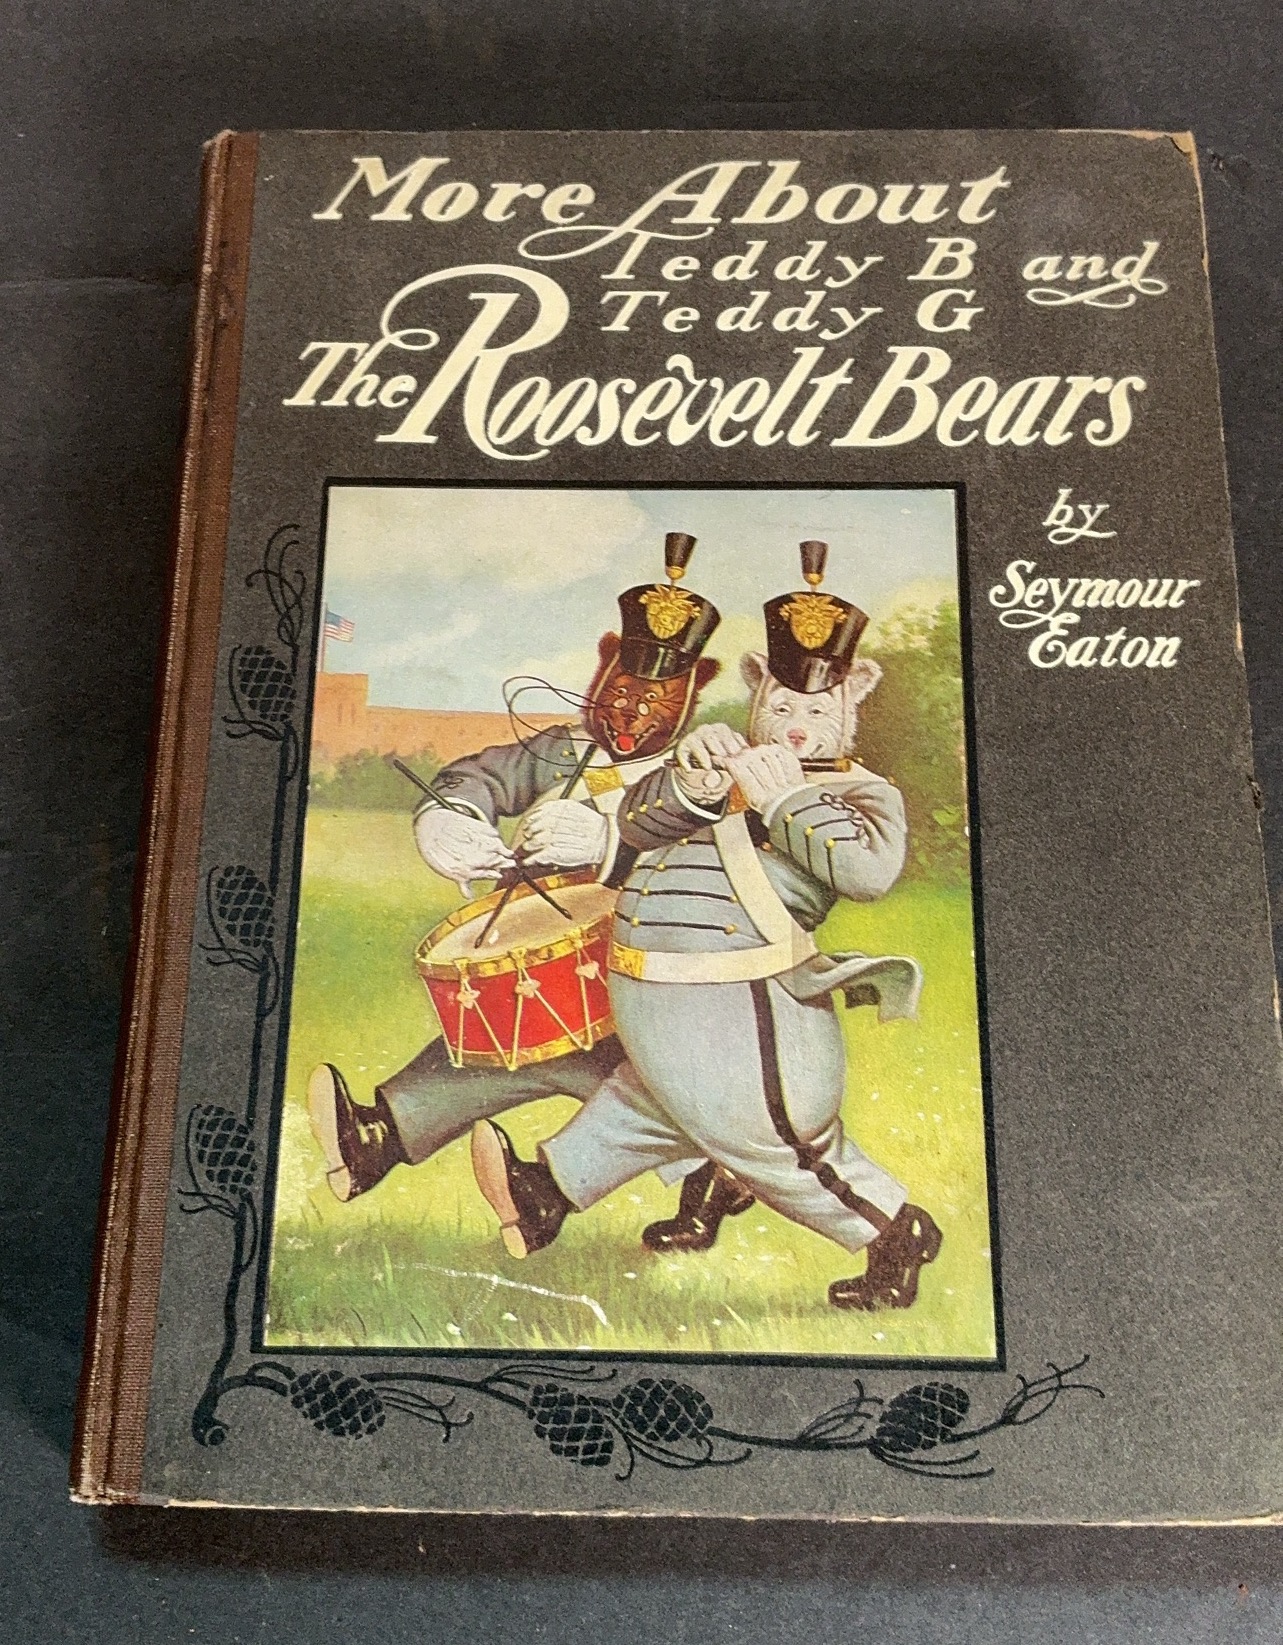 More About
Teddy B and
Teddy G
The Roosevelt Bears
by
Seymour
Eaton